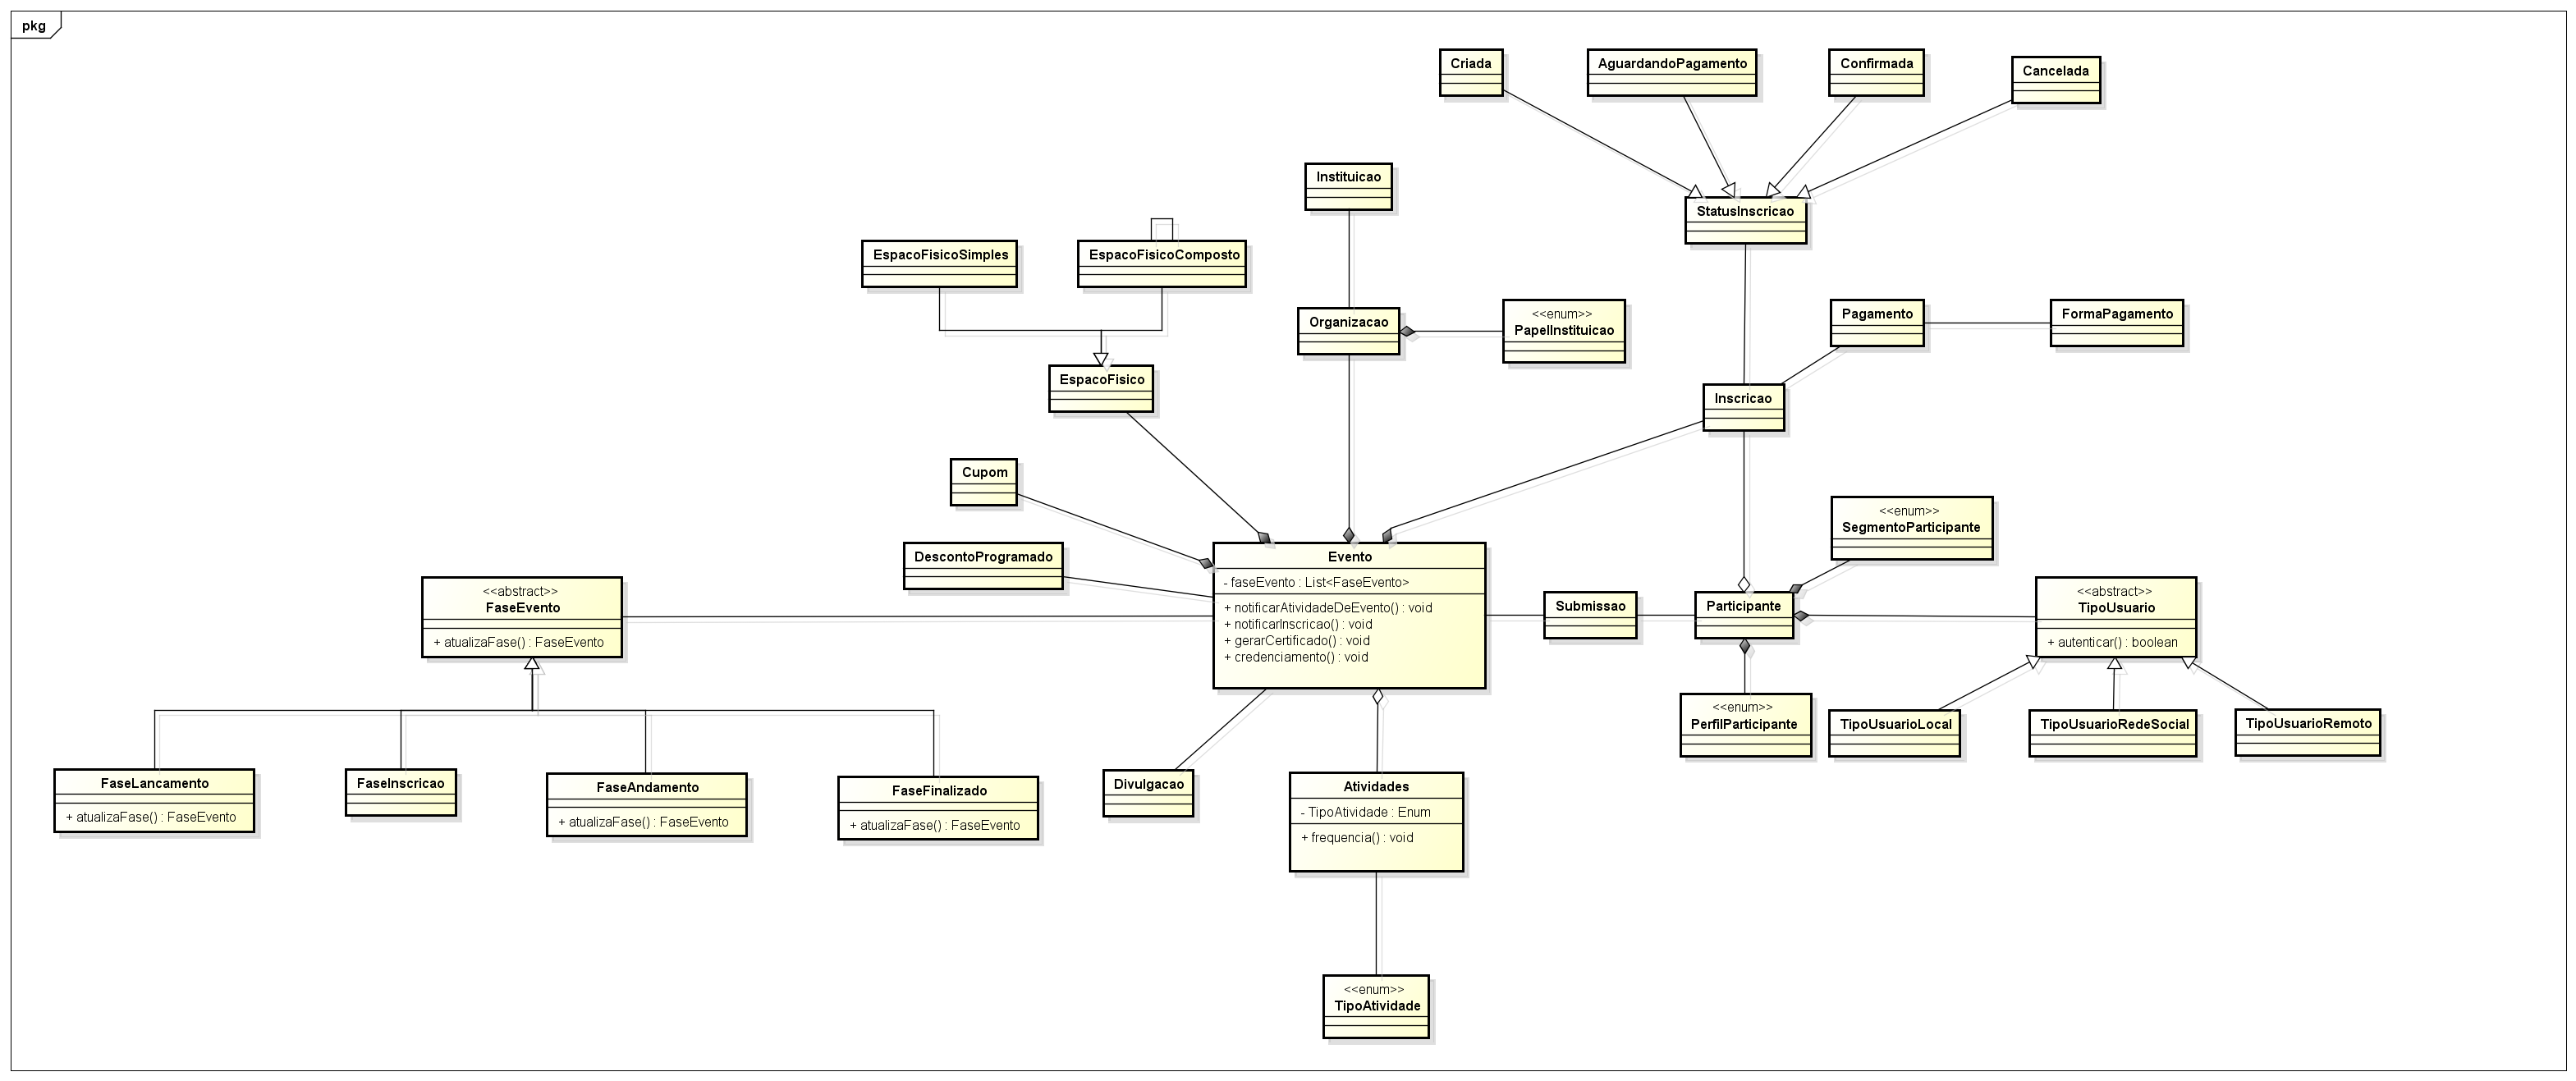 pkg
Criada
AguardandoPagamento
Confirmada
Cancelada
Instituicao
StatusInscricao
EspacoFisicoSimples
EspacoFisicoComposto
Organizacao
<<enum>>
PapelInstituicao
Pagamento
FormaPagamento
EspacoFisico
Inscricao
Cupom
<<enum>>
SegmentoParticipante
DescontoProgramado
Evento
- faseEvento : List<FaseEvento>
+ notificarAtividadeDeEvento() : void
+ notificarInscricao() : void
+ gerarCertificado() : void
+ credenciamento() : void
<<abstract>>
FaseEvento
+ atualizaFase() : FaseEvento
Submissao
Participante
<<abstract>>
TipoUsuario
+ autenticar() : boolean
<<enum>>
PerfilParticipante
TipoUsuarioLocal
TipoUsuarioRedeSocial
TipoUsuarioRemoto
FaseLancamento
+ atualizaFase() : FaseEvento
FaseInscricao
FaseAndamento
+ atualizaFase() : FaseEvento
FaseFinalizado
+ atualizaFase() : FaseEvento
Divulgacao
Atividades
- TipoAtividade : Enum
+ frequencia() : void
<<enum>>
TipoAtividade